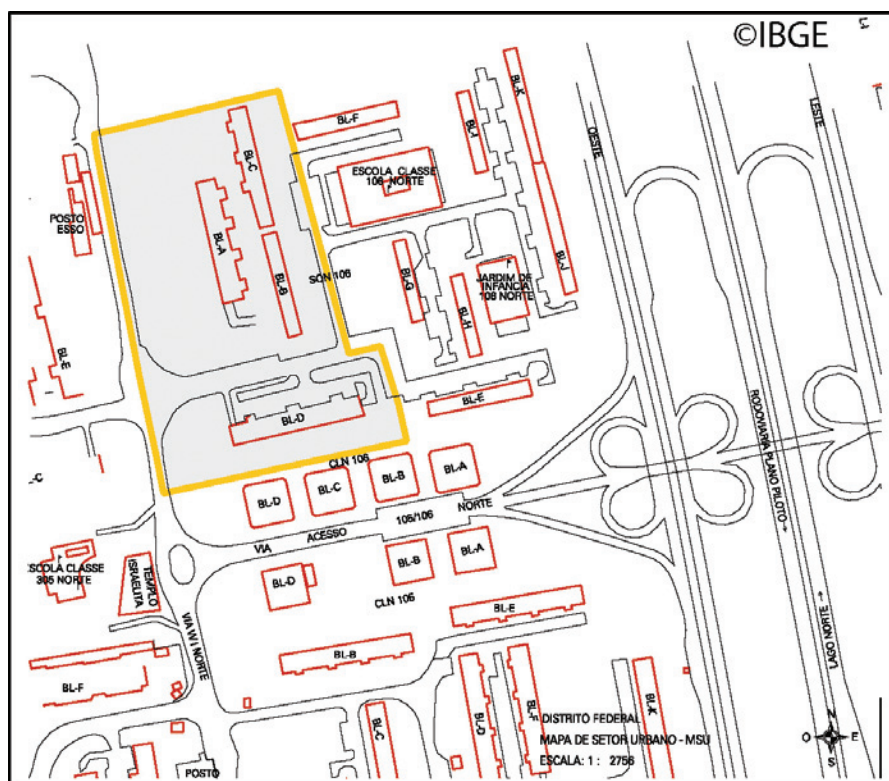 ©IBGE
BL-K
BL-F
BL-I
BL-C
OESTE
LESTE
ESCOLA CLASSE
106 NORTE
POSTO
ESSO
BL-A
BL-B
SQN 106
BL-G
BL-J
JARDIM DE
INFANCIA
108 NORTE
BL-H
BL-E
BL-E
BL-D
RODOVIARIA PLANO PILOTO→
CLN 106
BL-A
BL-B
BL-C
BL-D
-C
VIA ACESSO 105/106 NORTE
ESCOLA CLASSE
305 NORTE
TEMPLO
ISRAELITA
BL-A
BL-B
BL-D
CLN 106
BL-E
VIA W1 NORTE
LAGO NORTE →
BL-B
BL-F
BL-C
BL-D
BL-K
POSTO
DISTRITO FEDERAL
MAPA DE SETOR URBANO - MSU
ESCALA: 1 : 2756
N
O E
S